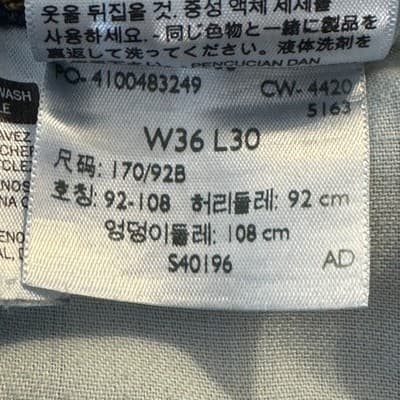 옷을 뒤집을 것, 중성 액체 세제를
사용하세요. 同じ色物と一緒に製品を
裏返して洗ってください。液体洗剤を
PENCUCIAN DAN
WASH
PO- 4100483249 CW- 4420
5163
W36 L30
尺码: 170/92B
호칭: 92-108 허리둘레: 92 cm
엉덩이둘레: 108 cm
S40196 AD